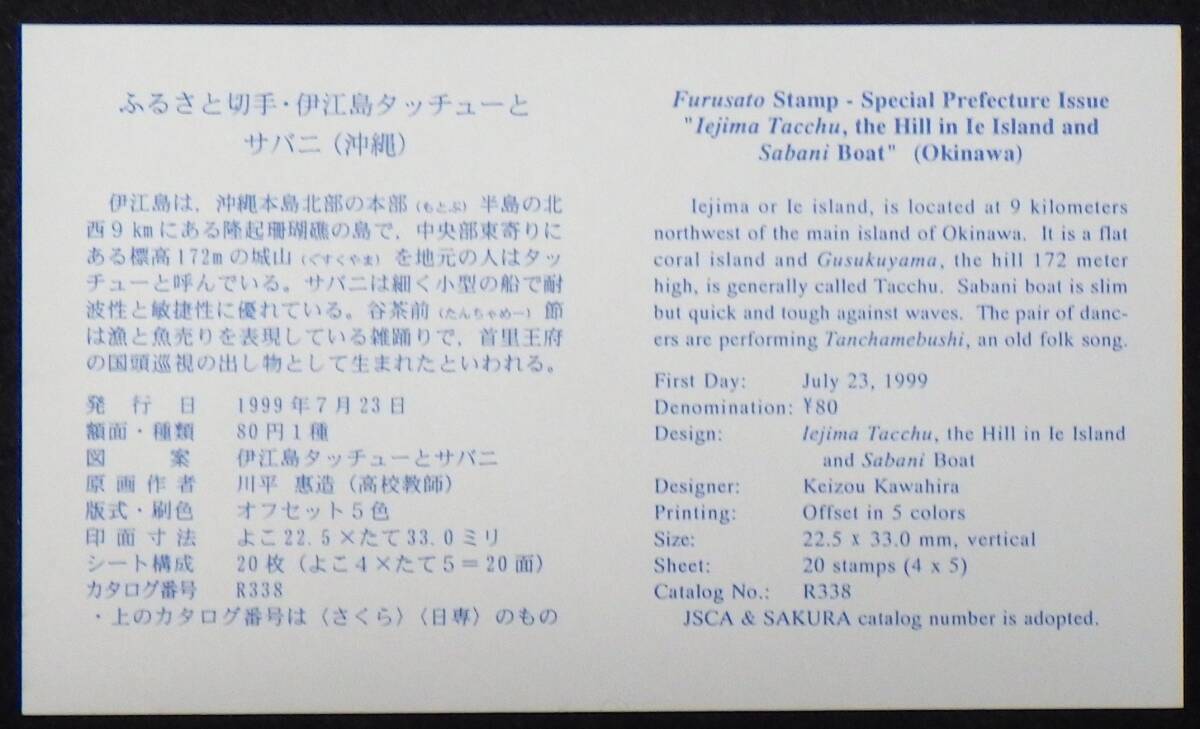 ふるさと切手・伊江島タッチューと
サバニ（沖縄）
伊江島は，沖縄本島北部の本部（もとぶ）半島の北
西９kmにある隆起珊瑚礁の島で，中央部東寄りに
ある標高172mの城山（ぐすくやま）を地元の人はタッ
チューと呼んでいる。サバニは細く小型の船で耐
波性と敏捷性に優れている。谷茶前（たんちゃめー）節
は漁と魚売りを表現している雑踊りで，首里王府
の国頭巡視の出し物として生まれたといわれる。
発行日 1999年７月23日
額面・種類 80円１種
図案 伊江島タッチューとサバニ
原画作者 川平 惠造（高校教師）
版式・刷色 オフセット５色
印面寸法 よこ22.5×たて33.0ミリ
シート構成 20枚（よこ４×たて５＝20面）
カタログ番号 R338
・上のカタログ番号は〈さくら〉〈日専〉のもの
Furusato Stamp - Special Prefecture Issue
"Iejima Tacchu, the Hill in Ie Island and
Sabani Boat" (Okinawa)
Iejima or Ie island, is located at 9 kilometers
northwest of the main island of Okinawa. It is a flat
coral island and Gusukuyama, the hill 172 meter
high, is generally called Tacchu. Sabani boat is slim
but quick and tough against waves. The pair of danc-
ers are performing Tanchamebushi, an old folk song.
First Day: July 23, 1999
Denomination: ¥80
Design: Iejima Tacchu, the Hill in Ie Island
and Sabani Boat
Designer: Keizou Kawahira
Printing: Offset in 5 colors
Size: 22.5 x 33.0 mm, vertical
Sheet: 20 stamps (4 x 5)
Catalog No.: R338
JSCA & SAKURA catalog number is adopted.